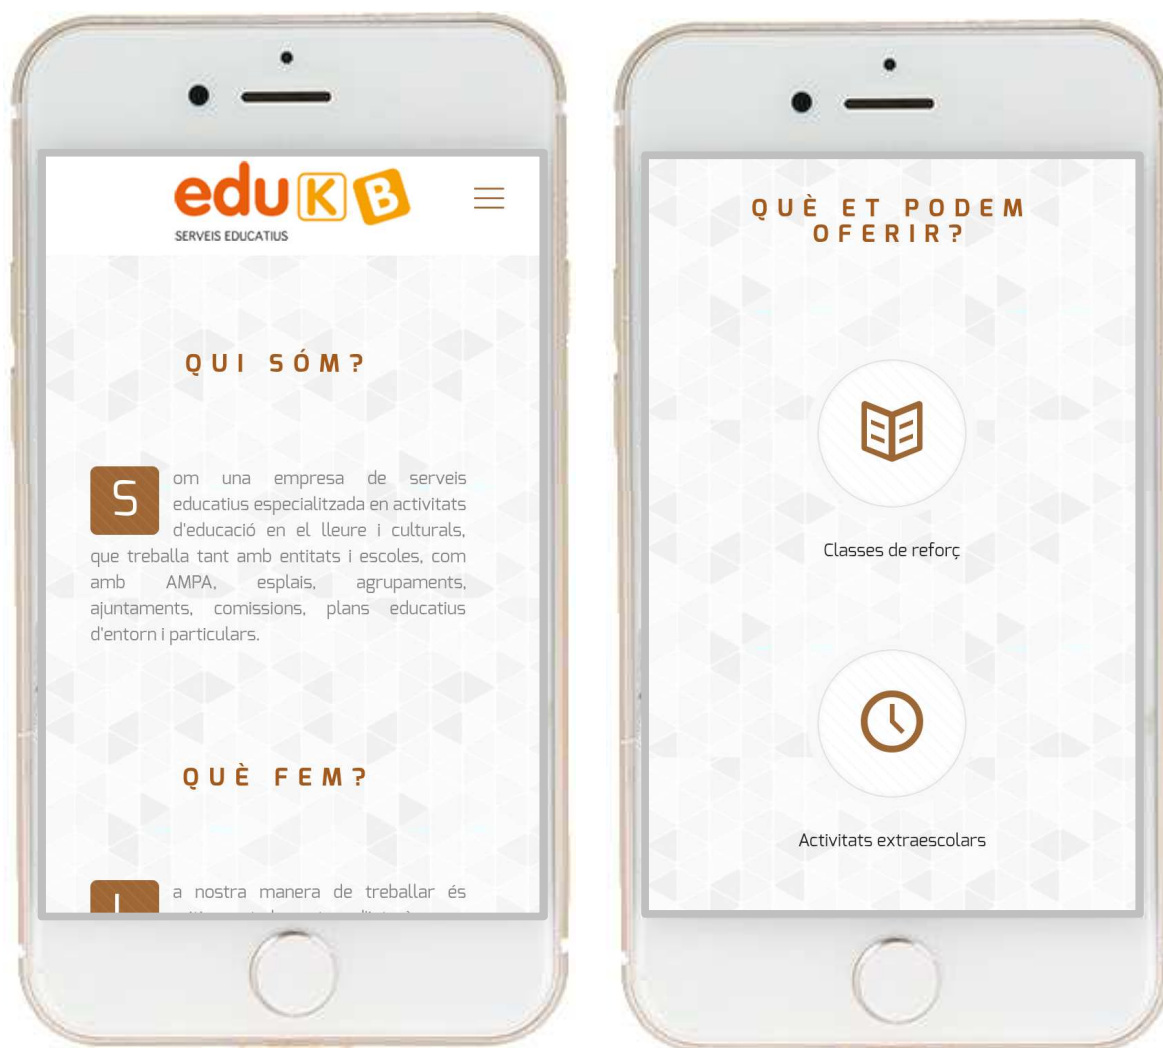 edu K B
SERVEIS EDUCATIUS
QUI SÓM?
Som una empresa de serveis
educatius especialitzada en activitats
d'educació en el lleure i culturals,
que treballa tant amb entitats i escoles, com
amb AMPA, esplais, agrupaments,
ajuntaments, comissions, plans educatius
d'entorn i particulars.
QUÈ FEM?
La nostra manera de treballar és
QUÈ ET PODEM
OFERIR?
Classes de reforç
Activitats extraescolars